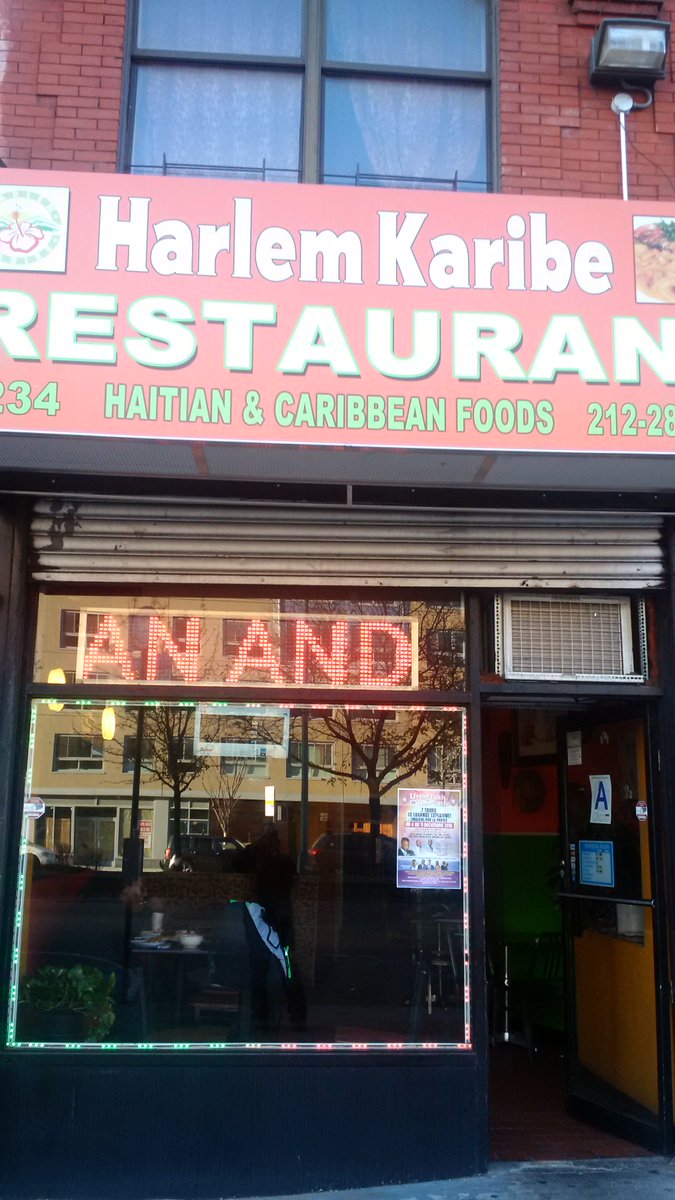 Harlem Karibe
RESTAURAN
234 HAITIAN & CARIBBEAN FOODS 212-28
AN AND
A